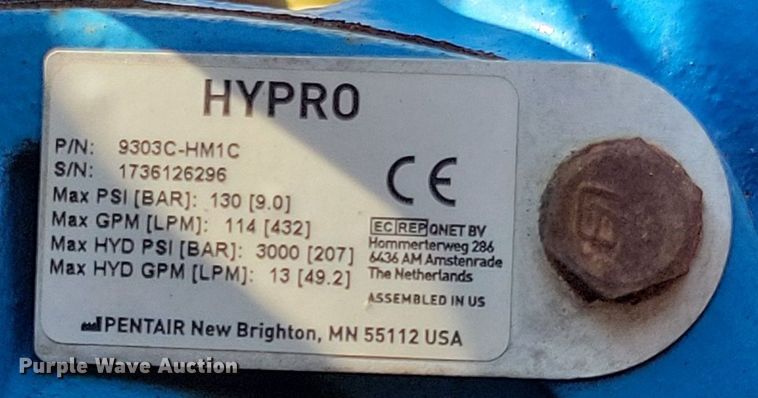 HYPRO
P/N: 9303C-HM1C
S/N: 1736126296
Max PSI [BAR]: 130 [9.0]
Max GPM [LPM]: 114 [432]
Max HYD PSI [BAR]: 3000 [207]
Max HYD GPM [LPM]: 13 [49.2]
CE
EC REP QNET BV
Hommerterweg 286
6436 AM Amstenrade
The Netherlands
ASSEMBLED IN US
PENTAIR New Brighton, MN 55112 USA
Purple Wave Auction